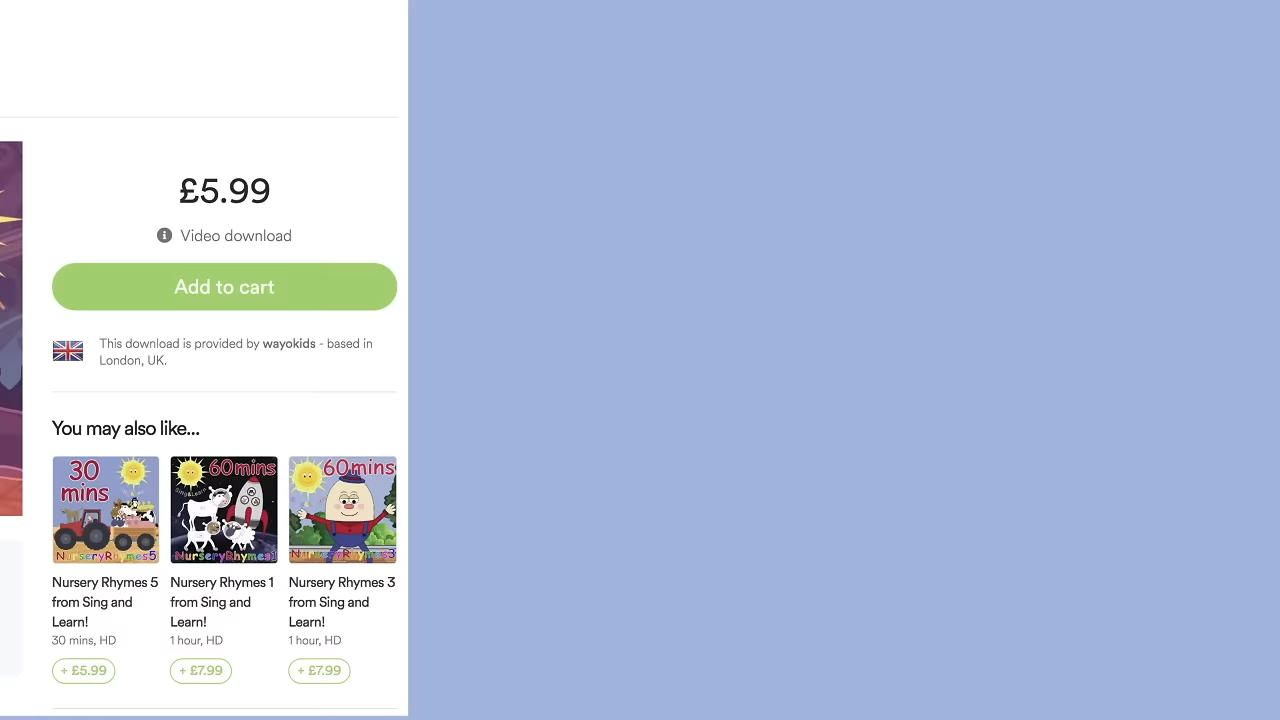 £5.99
Video download
Add to cart
This download is provided by wayokids - based in
London, UK.
You may also like...
30
mins
NurseryRhymes5
60mins
Sing&Learn
NurseryRhymes1
60mins
NurseryRhymes3
Nursery Rhymes 5
from Sing and
Learn!
30 mins, HD
+ £5.99
Nursery Rhymes 1
from Sing and
Learn!
1 hour, HD
+ £7.99
Nursery Rhymes 3
from Sing and
Learn!
1 hour, HD
+ £7.99